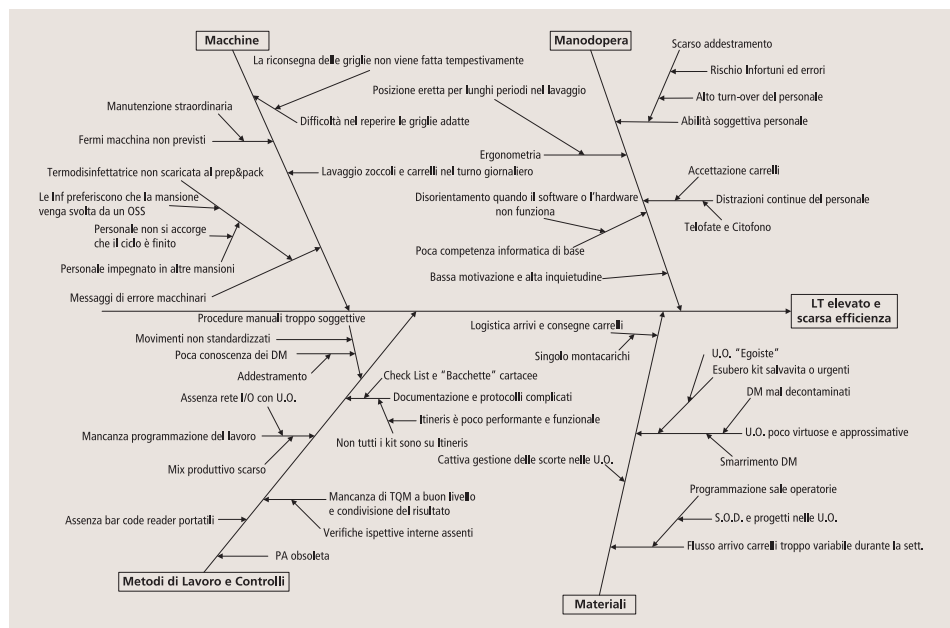 Macchine
Manodopera
Scarso addestramento
La riconsegna delle griglie non viene fatta tempestivamente
Rischio Infortuni ed errori
Posizione eretta per lunghi periodi nel lavaggio
Alto turn-over del personale
Manutenzione straordinaria
Difficoltà nel reperire le griglie adatte
Abilità soggettiva personale
Fermi macchina non previsti
Ergonometria
Termodisinfettatrice non scaricata al prep&pack
Lavaggio zoccoli e carrelli nel turno giornaliero
Accettazione carrelli
Le Inf preferiscono che la mansione
venga svolta da un OSS
Disorientamento quando il software o l'hardware
non funziona
Distrazioni continue del personale
Telofate e Citofono
Personale non si accorge
che il ciclo è finito
Poca competenza informatica di base
Personale impegnato in altre mansioni
Bassa motivazione e alta inquietudine
Messaggi di errore macchinari
LT elevato e
scarsa efficienza
Procedure manuali troppo soggettive
Logistica arrivi e consegne carrelli
Movimenti non standardizzati
Poca conoscenza dei DM
Singolo montacarichi
U.O. “Egoiste”
Esubero kit salvavita o urgenti
Addestramento
Check List e “Bacchette” cartacee
DM mal decontaminati
Assenza rete I/O con U.O.
Documentazione e protocolli complicati
Itineris è poco performante e funzionale
Mancanza programmazione del lavoro
Non tutti i kit sono su Itineris
U.O. poco virtuose e approssimative
Cattiva gestione delle scorte nelle U.O.
Smarrimento DM
Mix produttivo scarso
Programmazione sale operatorie
Mancanza di TQM a buon livello
e condivisione del risultato
Assenza bar code reader portatili
S.O.D. e progetti nelle U.O.
Verifiche ispettive interne assenti
Flusso arrivo carrelli troppo variabile durante la sett.
PA obsoleta
Metodi di Lavoro e Controlli
Materiali